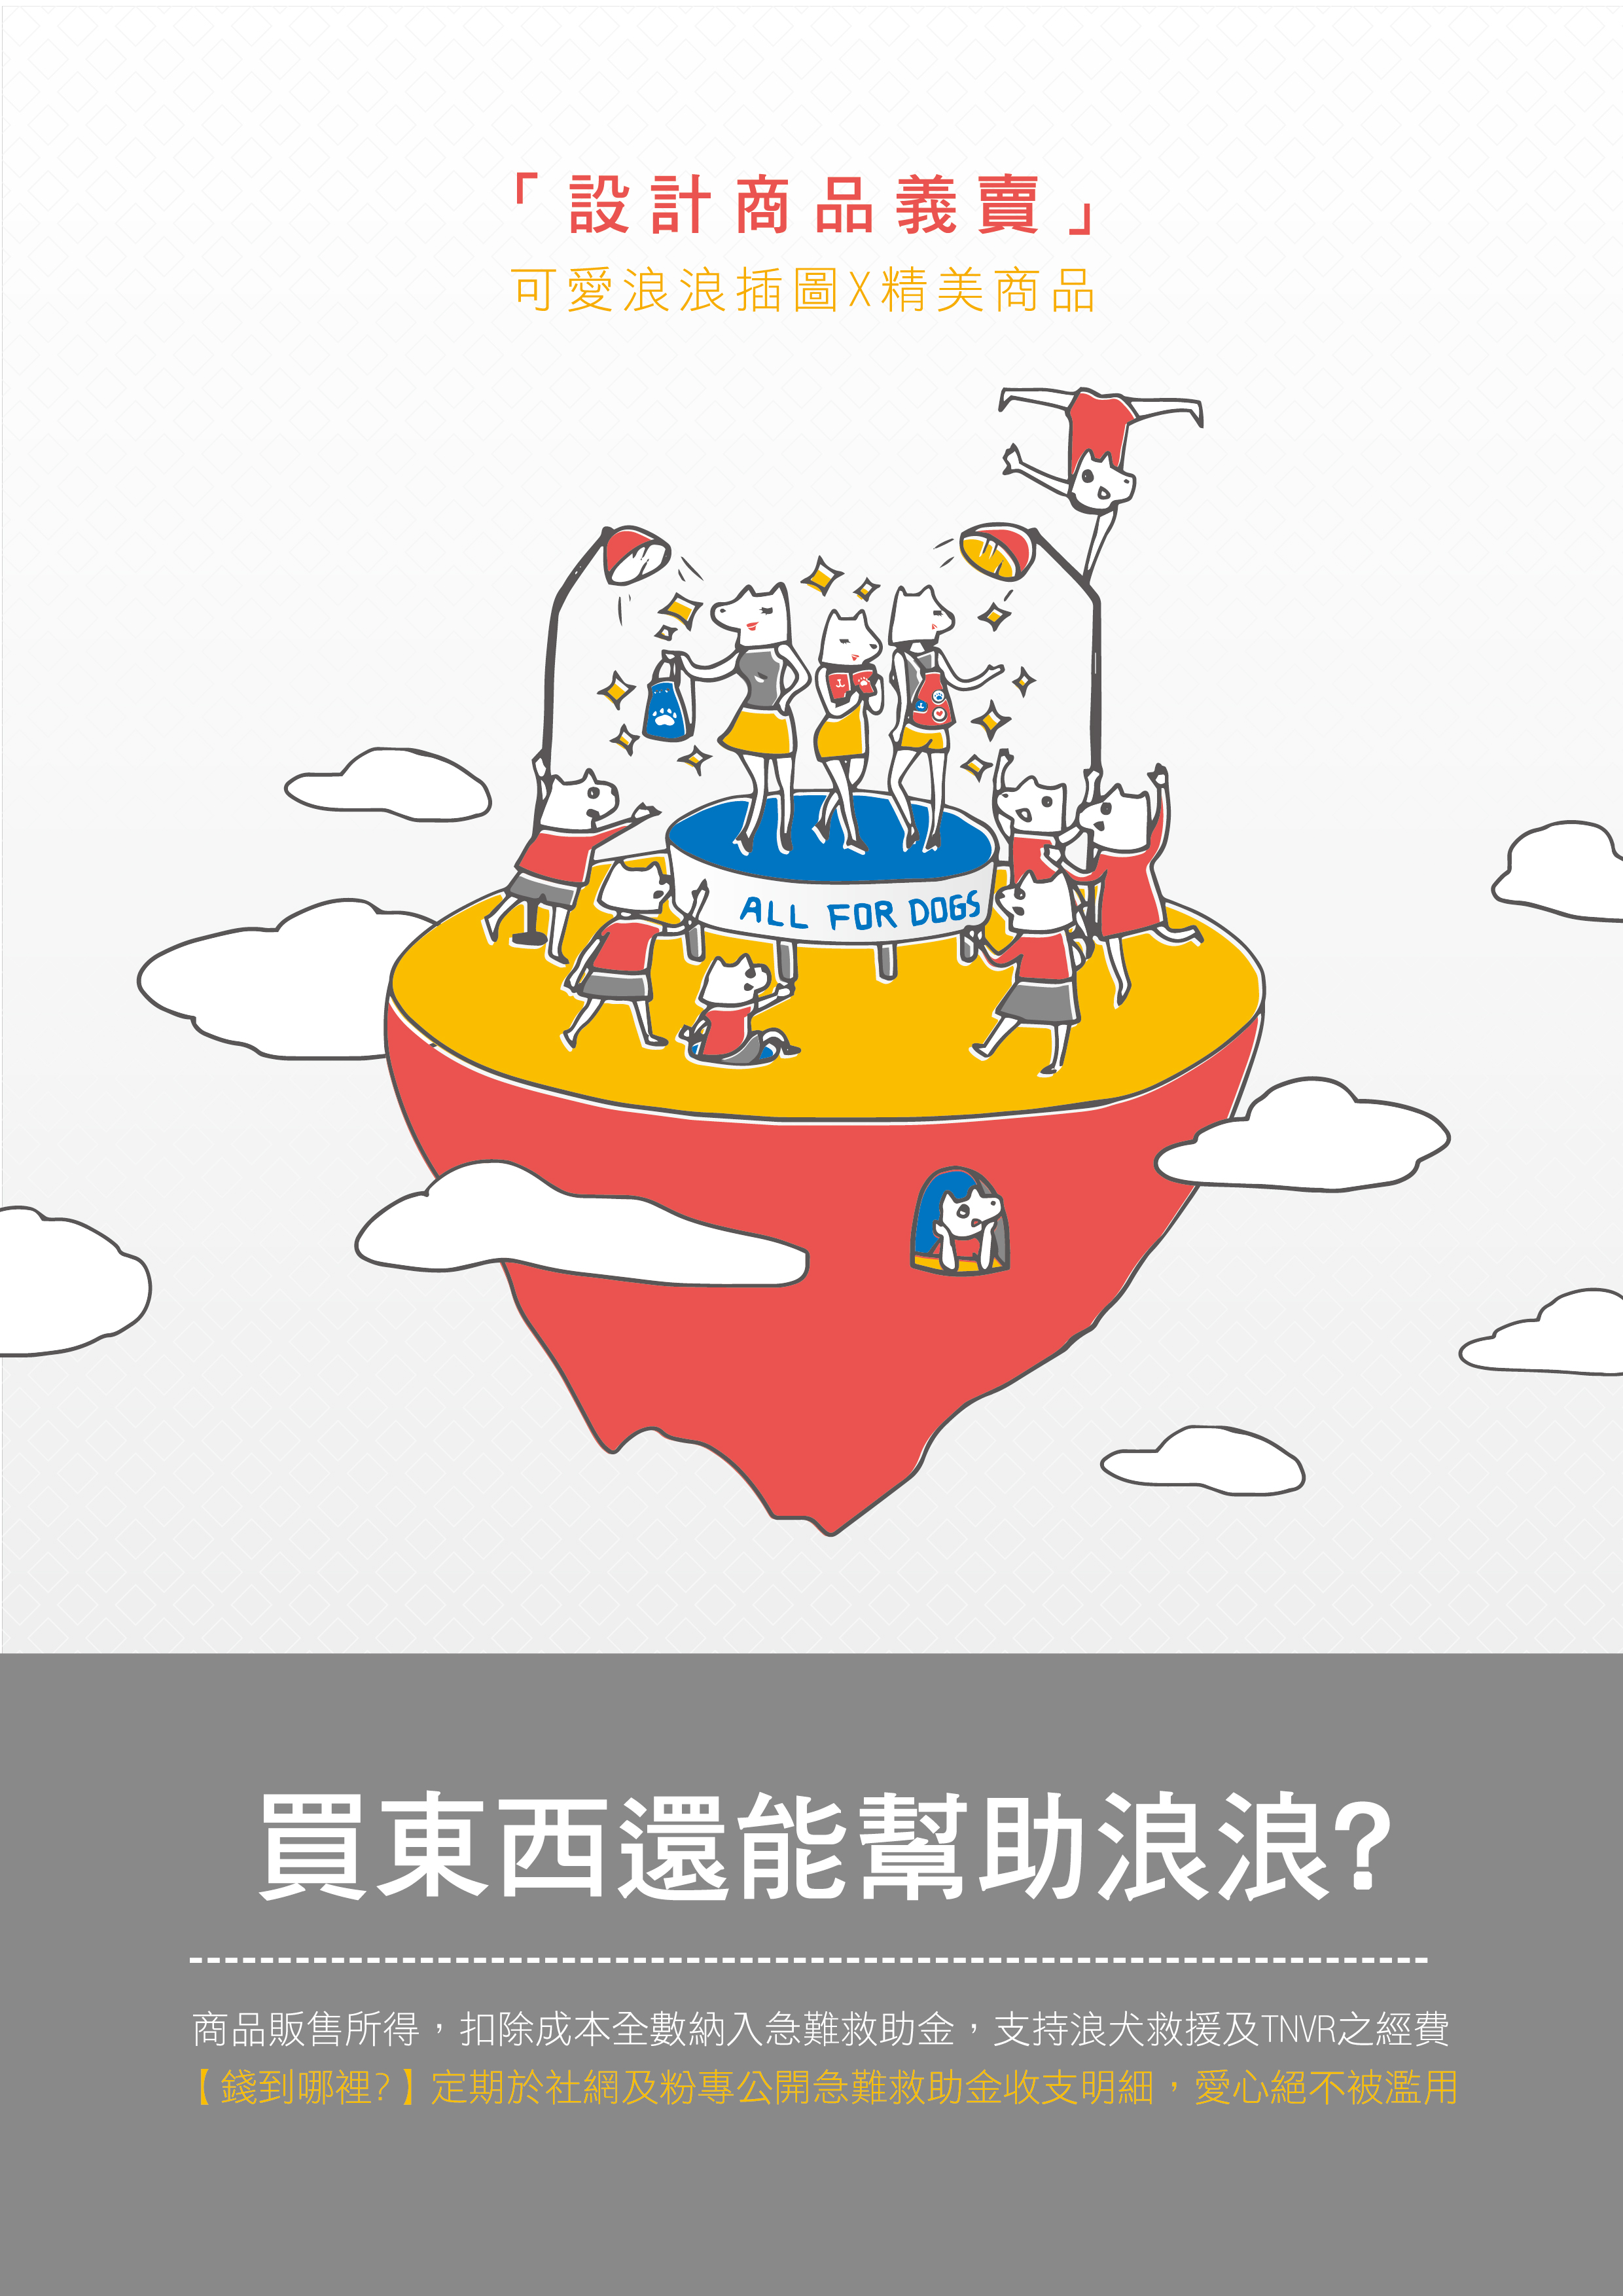 「設計商品義賣」
可愛浪浪插圖X精美商品
ALL FOR DOGS
買東西還能幫助浪浪?
商品販售所得，扣除成本全數納入急難救助金，支持浪犬救援及TNVR之經費
【錢到哪裡?】定期於社網及粉專公開急難救助金收支明細，愛心絕不被濫用